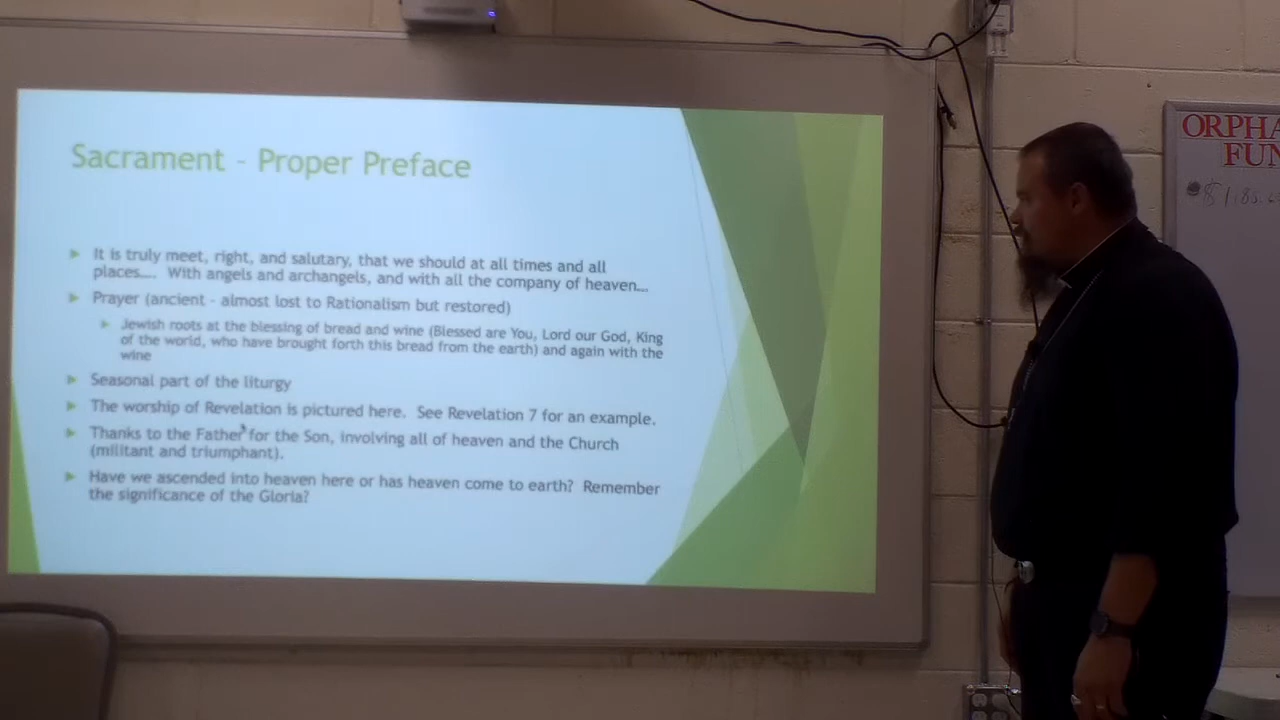 Sacrament - Proper Preface
It is truly meet, right, and salutary, that we should at all times and all
places.... With angels and archangels, and with all the company of heaven...
Prayer (ancient - almost lost to Rationalism but restored)
Jewish roots at the blessing of bread and wine (Blessed are You, Lord our God, King
of the world, who have brought forth this bread from the earth) and again with the
wine
Seasonal part of the liturgy
The worship of Revelation is pictured here. See Revelation 7 for an example.
Thanks to the Father for the Son, involving all of heaven and the Church
(militant and triumphant).
Have we ascended into heaven here or has heaven come to earth? Remember
the significance of the Gloria?
ORPHA
FUN